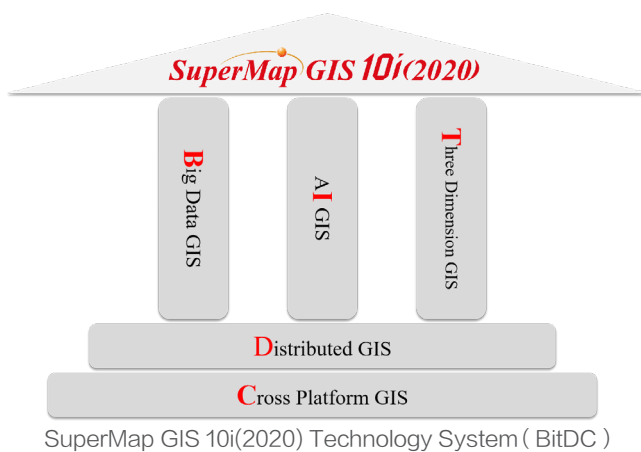 SuperMap GIS 10i(2020)
Big Data GIS
AI GIS
Three Dimension GIS
Distributed GIS
Cross Platform GIS
SuperMap GIS 10i(2020) Technology System ( BitDC )